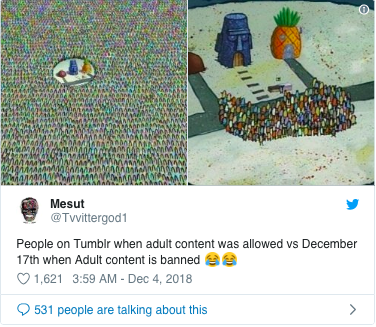 Mesut
@Tvvittergod1
People on Tumblr when adult content was allowed vs December
17th when Adult content is banned 😂😂
1,621 3:59 AM - Dec 4, 2018
531 people are talking about this